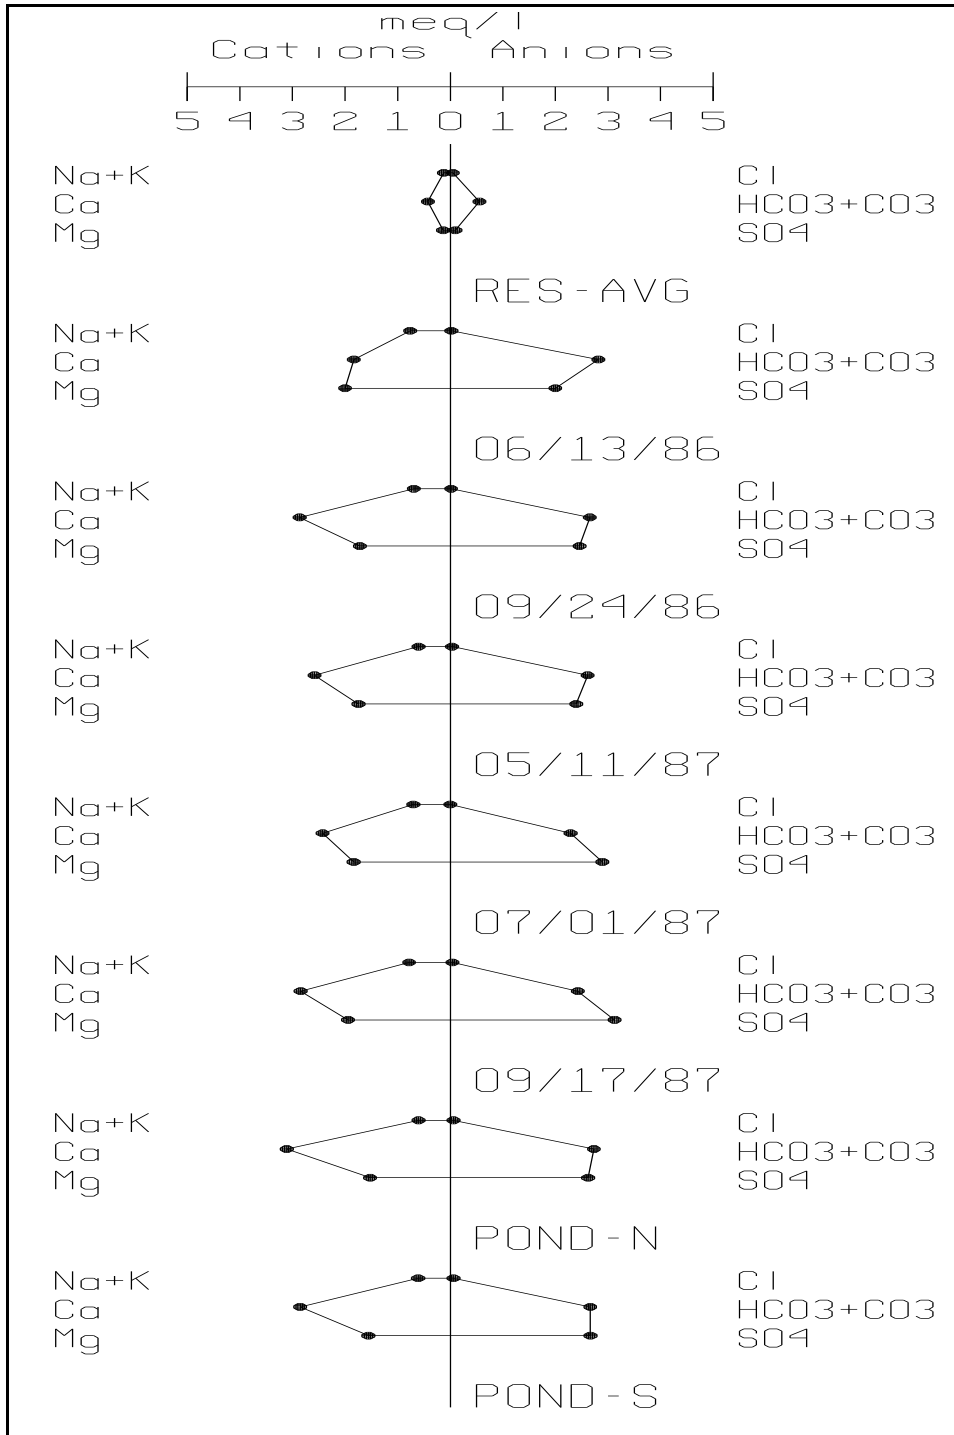 meq/l
Cations Anions
5 4 3 2 1 0 1 2 3 4 5
Na+K Cl
Ca HCO3+CO3
Mg SO4
RES-AVG
Na+K Cl
Ca HCO3+CO3
Mg SO4
06/13/86
Na+K Cl
Ca HCO3+CO3
Mg SO4
09/24/86
Na+K Cl
Ca HCO3+CO3
Mg SO4
05/11/87
Na+K Cl
Ca HCO3+CO3
Mg SO4
07/01/87
Na+K Cl
Ca HCO3+CO3
Mg SO4
09/17/87
Na+K Cl
Ca HCO3+CO3
Mg SO4
POND-N
Na+K Cl
Ca HCO3+CO3
Mg SO4
POND-S